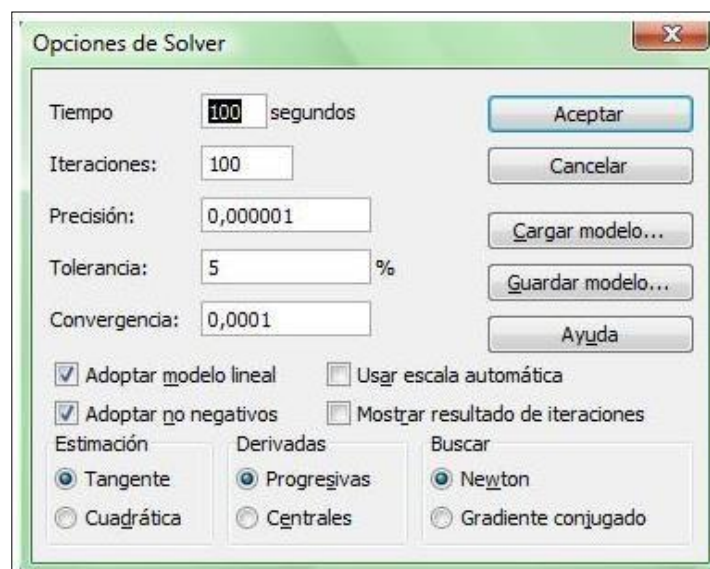 Opciones de Solver
Tiempo 100 segundos
Aceptar
Iteraciones: 100
Cancelar
Precisión: 0,000001
Cargar modelo...
Tolerancia: 5 %
Guardar modelo...
Convergencia: 0,0001
Ayuda
Adoptar modelo lineal
Usar escala automática
Adoptar no negativos
Mostrar resultado de iteraciones
Estimación
Tangente
Cuadrática
Derivadas
Progresivas
Centrales
Buscar
Newton
Gradiente conjugado